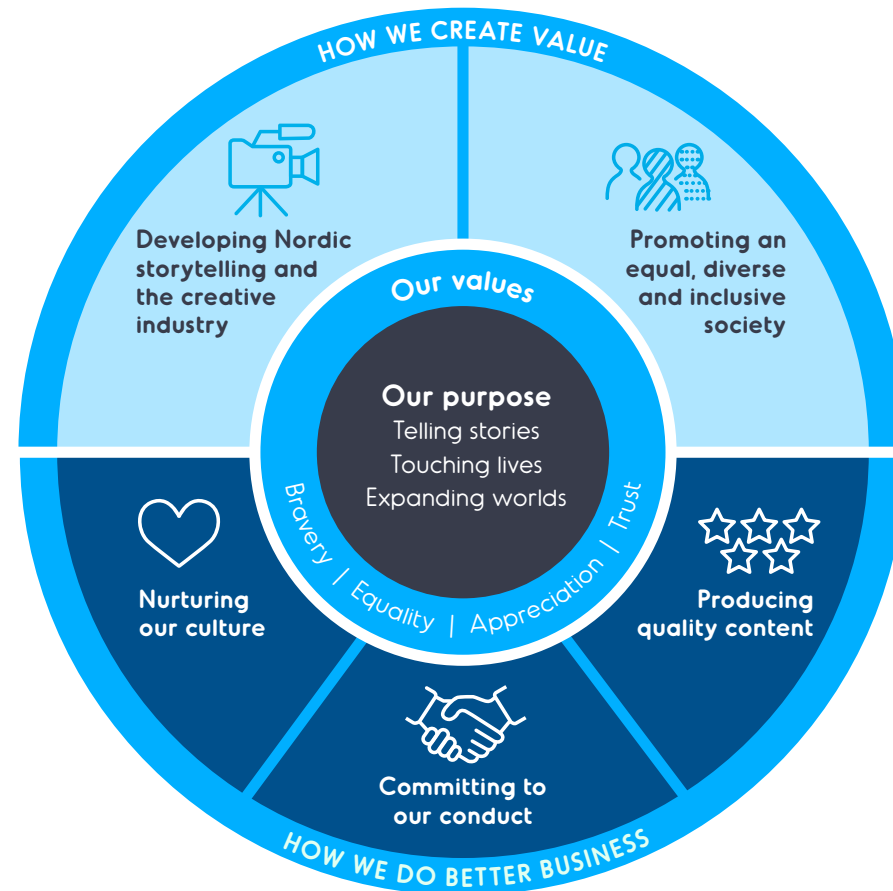 HOW WE CREATE VALUE
Developing Nordic
storytelling and
the creative
industry
Promoting an
equal, diverse
and inclusive
society
Our values
Our purpose
Telling stories
Touching lives
Expanding worlds
Bravery | Equality | Appreciation | Trust
Nurturing
our culture
Producing
quality content
Committing to
our conduct
HOW WE DO BETTER BUSINESS